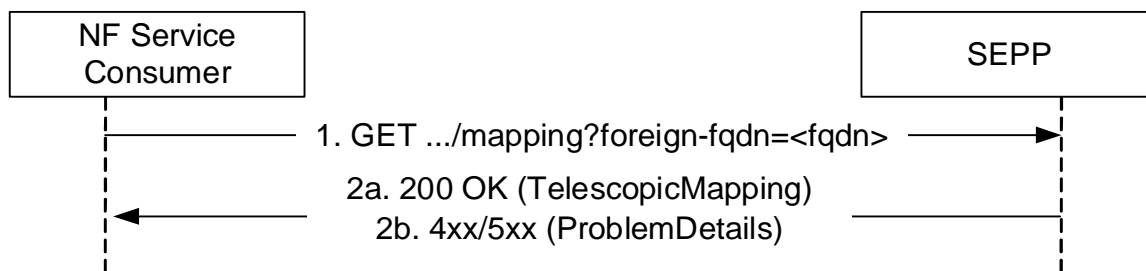 NF Service
Consumer
SEPP
1. GET .../mapping?foreign-fqdn=<fqdn>
2a. 200 OK (TelescopicMapping)
2b. 4xx/5xx (ProblemDetails)